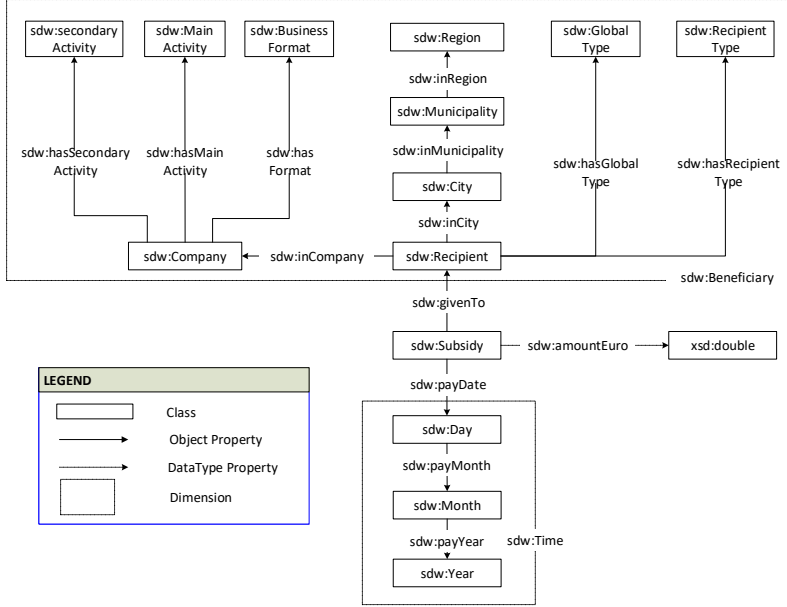 sdw:secondary
Activity
sdw:Main
Activity
sdw:Business
Format
sdw:Region
sdw:Global
Type
sdw:Recipient
Type
sdw:inRegion
sdw:Municipality
sdw:hasSecondary
Activity
sdw:hasMain
Activity
sdw:has
Format
sdw:inMunicipality
sdw:hasGlobal
Type
sdw:hasRecipient
Type
sdw:City
sdw:inCity
sdw:Company
sdw:inCompany
sdw:Recipient
sdw:Beneficiary
sdw:givenTo
sdw:Subsidy
sdw:amountEuro
xsd:double
sdw:payDate
LEGEND
Class
Object Property
DataType Property
Dimension
sdw:Day
sdw:payMonth
sdw:Month
sdw:payYear
sdw:Time
sdw:Year